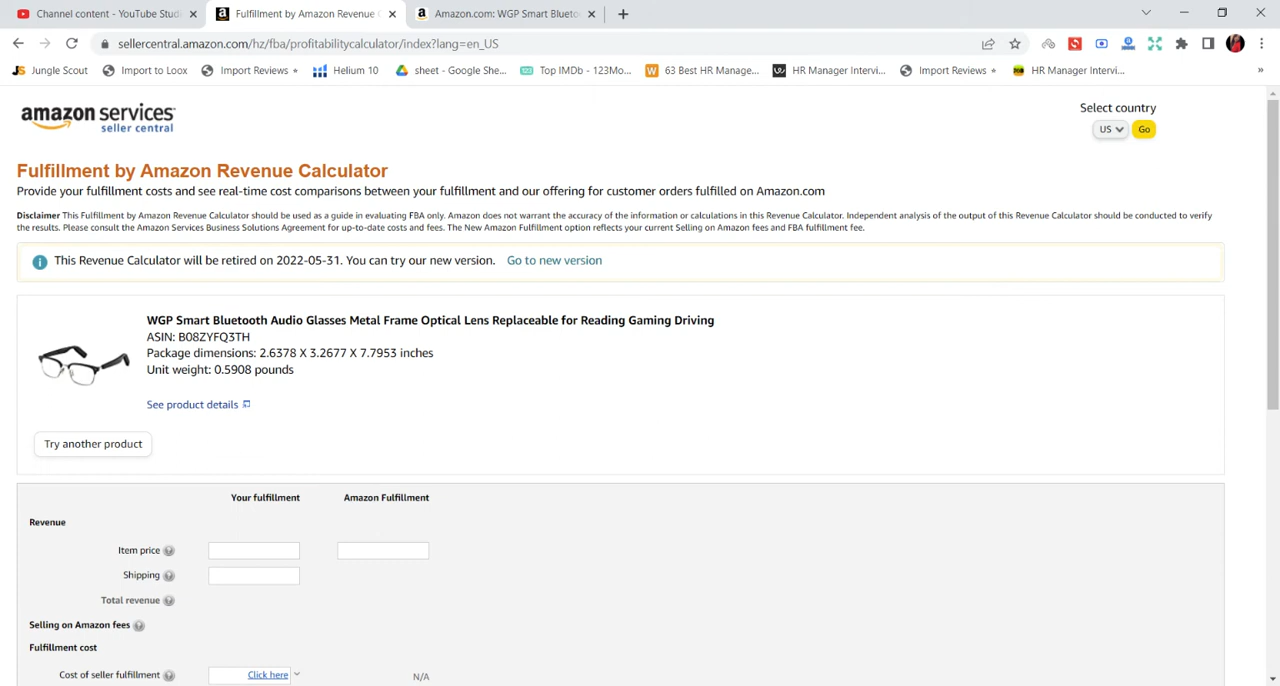 Channel content - YouTube Studi
Fulfillment by Amazon Revenue C
Amazon.com: WGP Smart Bluetoo
sellercentral.amazon.com/hz/fba/profitabilitycalculator/index?lang=en_US
Jungle Scout
Import to Loox
Import Reviews
Helium 10
sheet - Google She...
Top IMDb - 123Mo...
63 Best HR Manage...
HR Manager Intervi...
Import Reviews
HR Manager Intervi...
amazon services
seller central
Select country
US
Go
Fulfillment by Amazon Revenue Calculator
Provide your fulfillment costs and see real-time cost comparisons between your fulfillment and our offering for customer orders fulfilled on Amazon.com
Disclaimer This Fulfillment by Amazon Revenue Calculator should be used as a guide in evaluating FBA only. Amazon does not warrant the accuracy of the information or calculations in this Revenue Calculator. Independent analysis of the output of this Revenue Calculator should be conducted to verify
the results. Please consult the Amazon Services Business Solutions Agreement for up-to-date costs and fees. The New Amazon Fulfillment option reflects your current Selling on Amazon fees and FBA fulfillment fee.
This Revenue Calculator will be retired on 2022-05-31. You can try our new version. Go to new version
WGP Smart Bluetooth Audio Glasses Metal Frame Optical Lens Replaceable for Reading Gaming Driving
ASIN: B08ZYFQ3TH
Package dimensions: 2.6378 X 3.2677 X 7.7953 inches
Unit weight: 0.5908 pounds
See product details
Try another product
Your fulfillment
Amazon Fulfillment
Revenue
Item price
Shipping
Total revenue
Selling on Amazon fees
Fulfillment cost
Cost of seller fulfillment
Click here
N/A